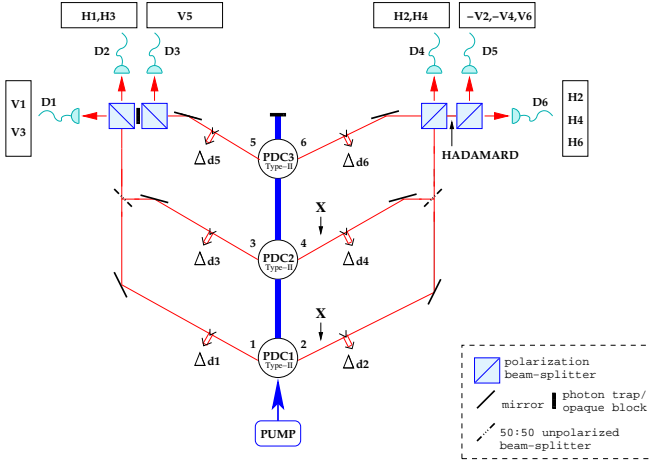 H1,H3
V5
H2,H4
−V2,−V4,V6
D2
D3
D4
D5
V1
V3
D1
D6
H2
H4
H6
HADAMARD
5
6
PDC3
Type−II
Δd5
Δd6
X
3
4
PDC2
Type−II
Δd3
Δd4
X
1
2
PDC1
Type−II
Δd1
Δd2
PUMP
polarization
beam-splitter
mirror
photon trap/
opaque block
50:50 unpolarized
beam-splitter